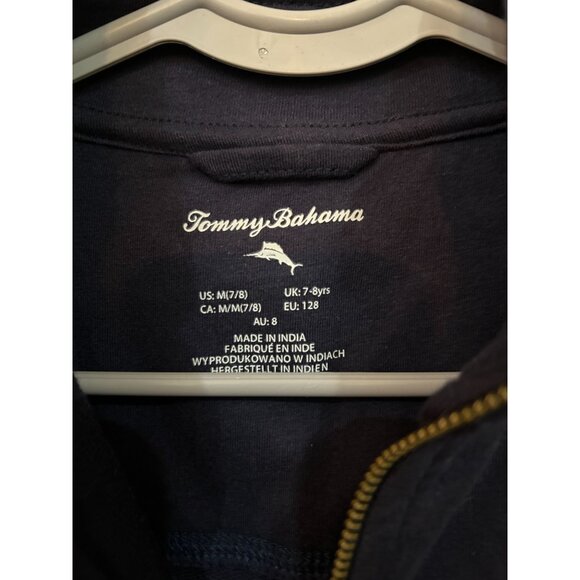 Tommy Bahama
US: M(7/8) UK: 7-8yrs
CA: M/M(7/8) EU: 128
AU: 8
MADE IN INDIA
FABRIQUÉ EN INDE
WYPRODUKOWANO W INDIACH
HERGESTELLT IN INDIEN